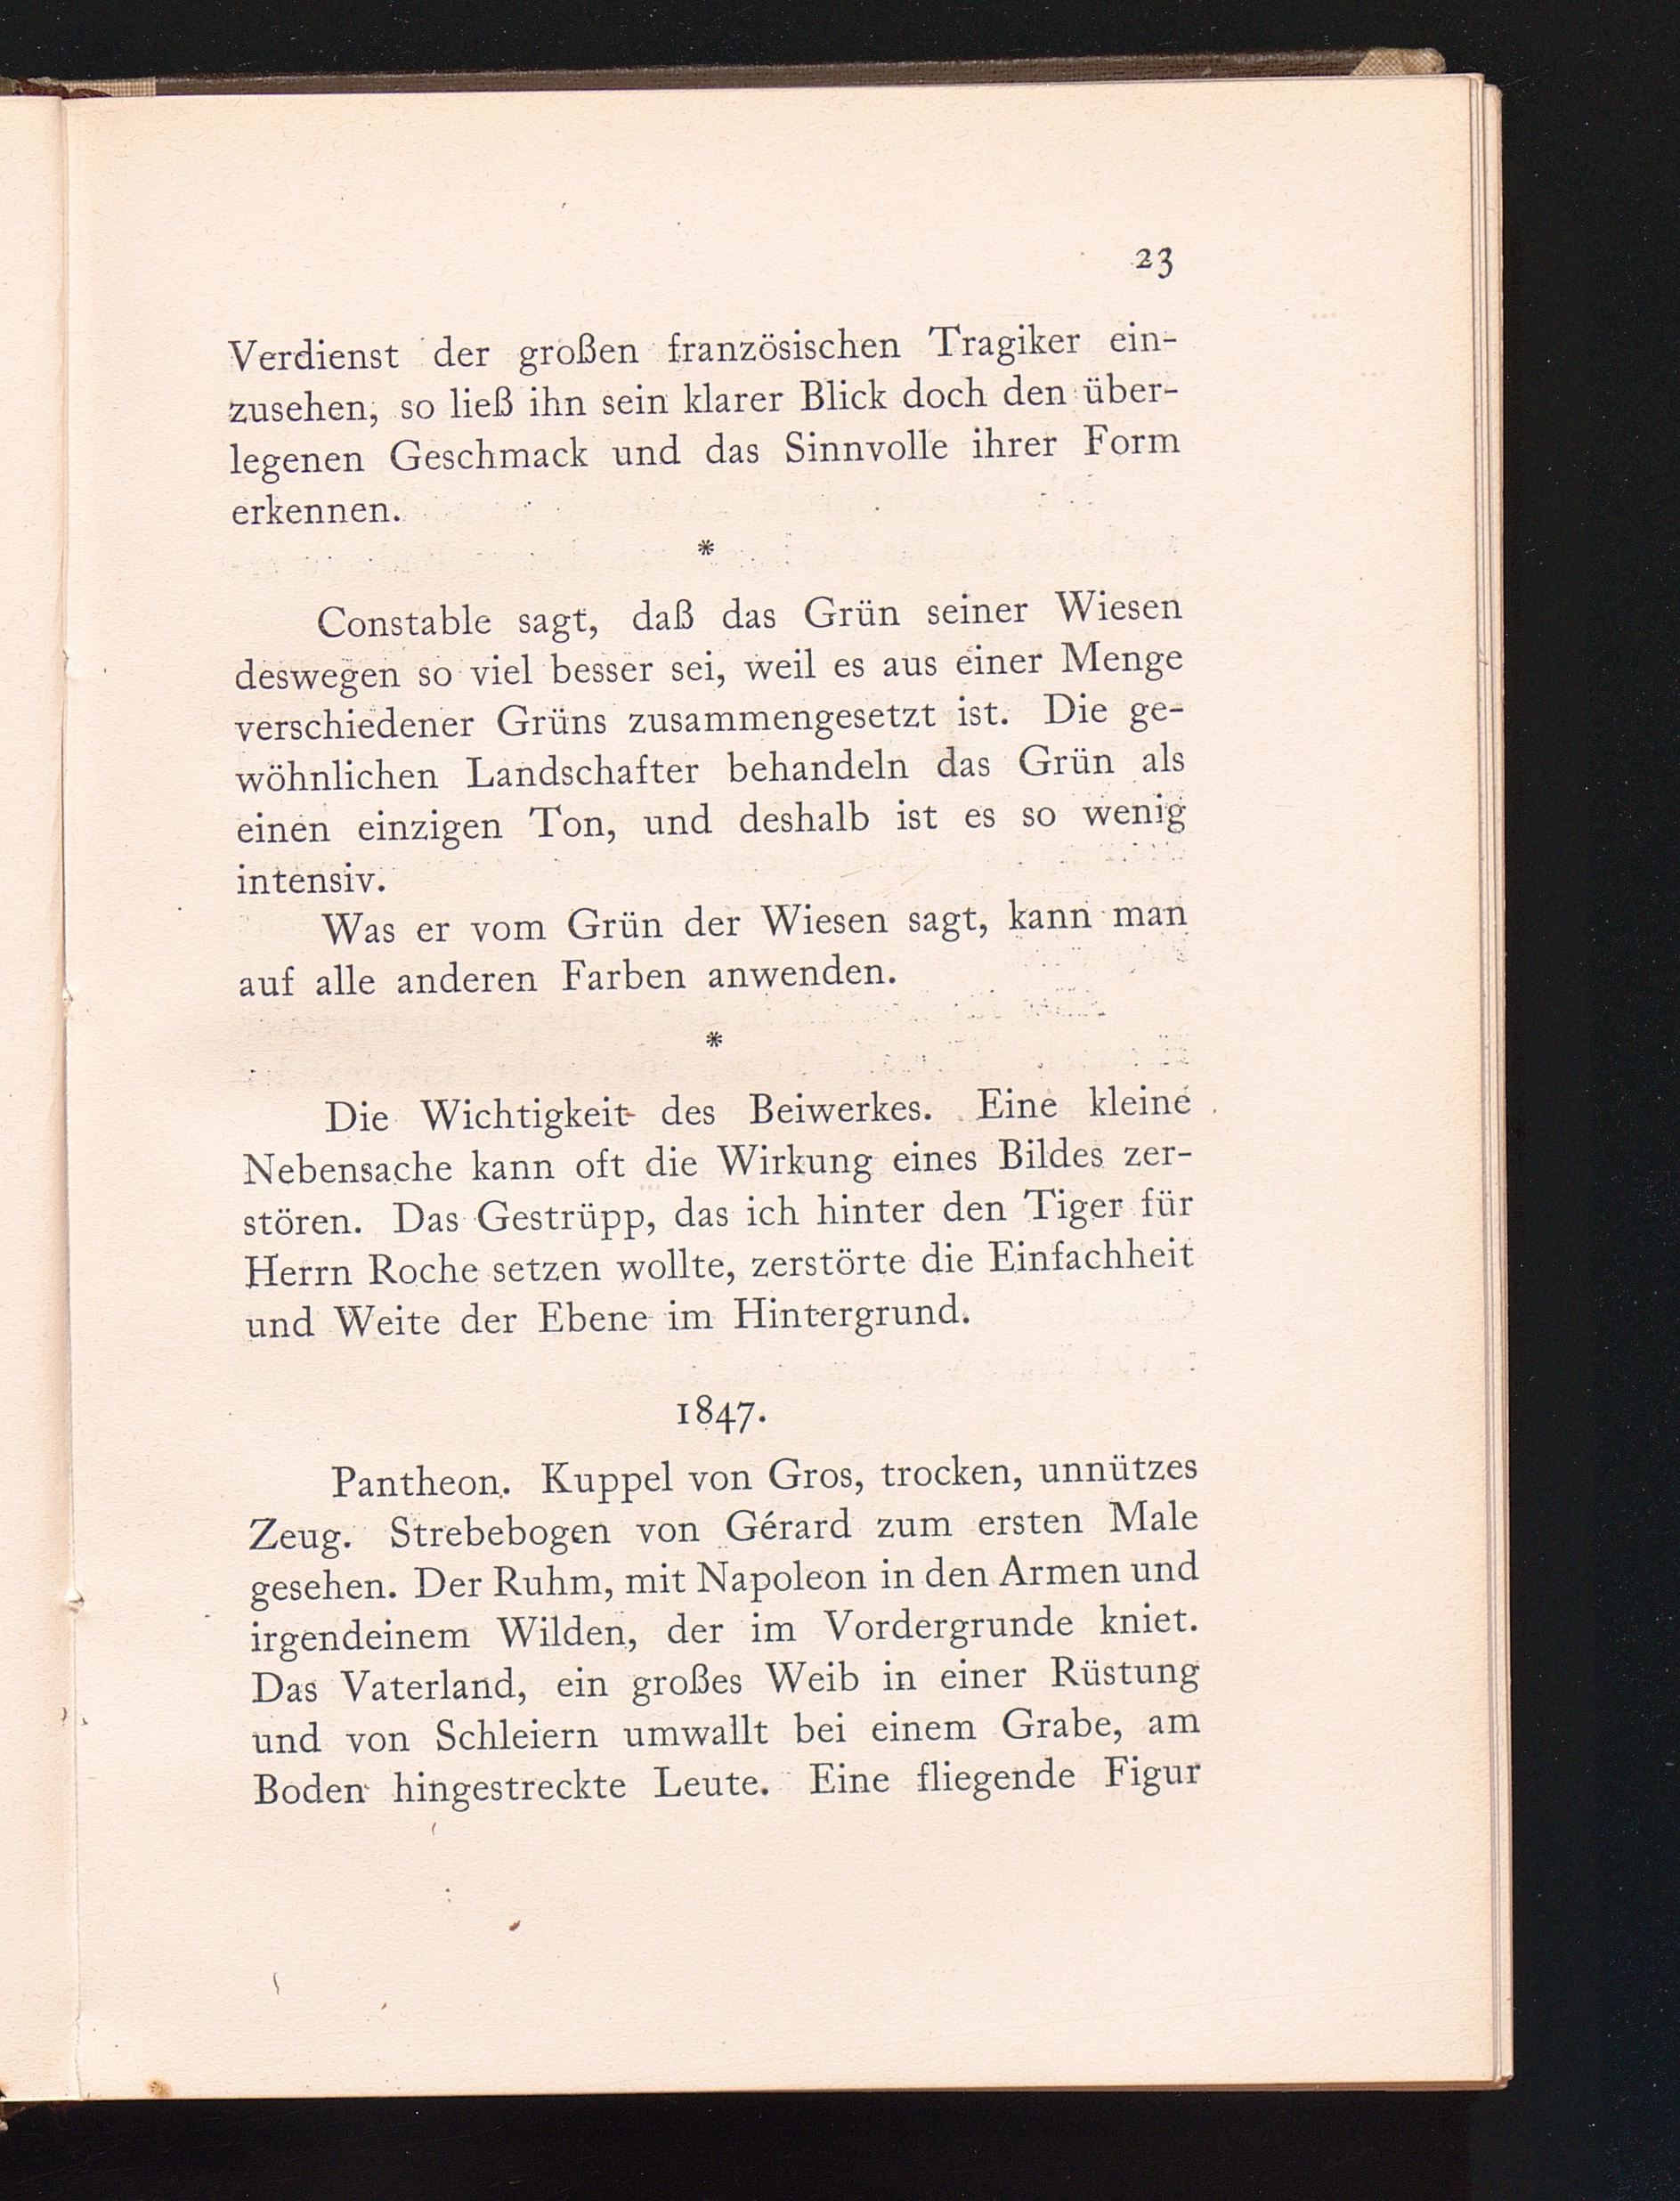 23
Verdienst der großen französischen Tragiker ein-
zusehen, so ließ ihn sein klarer Blick doch den über-
legenen Geschmack und das Sinnvolle ihrer Form
erkennen.
*
Constable sagt, daß das Grün seiner Wiesen
deswegen so viel besser sei, weil es aus einer Menge
verschiedener Grüns zusammengesetzt ist. Die ge-
wöhnlichen Landschafter behandeln das Grün als
einen einzigen Ton, und deshalb ist es so wenig
intensiv.
Was er vom Grün der Wiesen sagt, kann man
auf alle anderen Farben anwenden.
*
Die Wichtigkeit des Beiwerkes. Eine kleine
Nebensache kann oft die Wirkung eines Bildes zer-
stören. Das Gestrüpp, das ich hinter den Tiger für
Herrn Roche setzen wollte, zerstörte die Einfachheit
und Weite der Ebene im Hintergrund.
1847.
Pantheon. Kuppel von Gros, trocken, unnützes
Zeug. Strebebogen von Gérard zum ersten Male
gesehen. Der Ruhm, mit Napoleon in den Armen und
irgendeinem Wilden, der im Vordergrunde kniet.
Das Vaterland, ein großes Weib in einer Rüstung
und von Schleiern umwallt bei einem Grabe, am
Boden hingestreckte Leute. Eine fliegende Figur